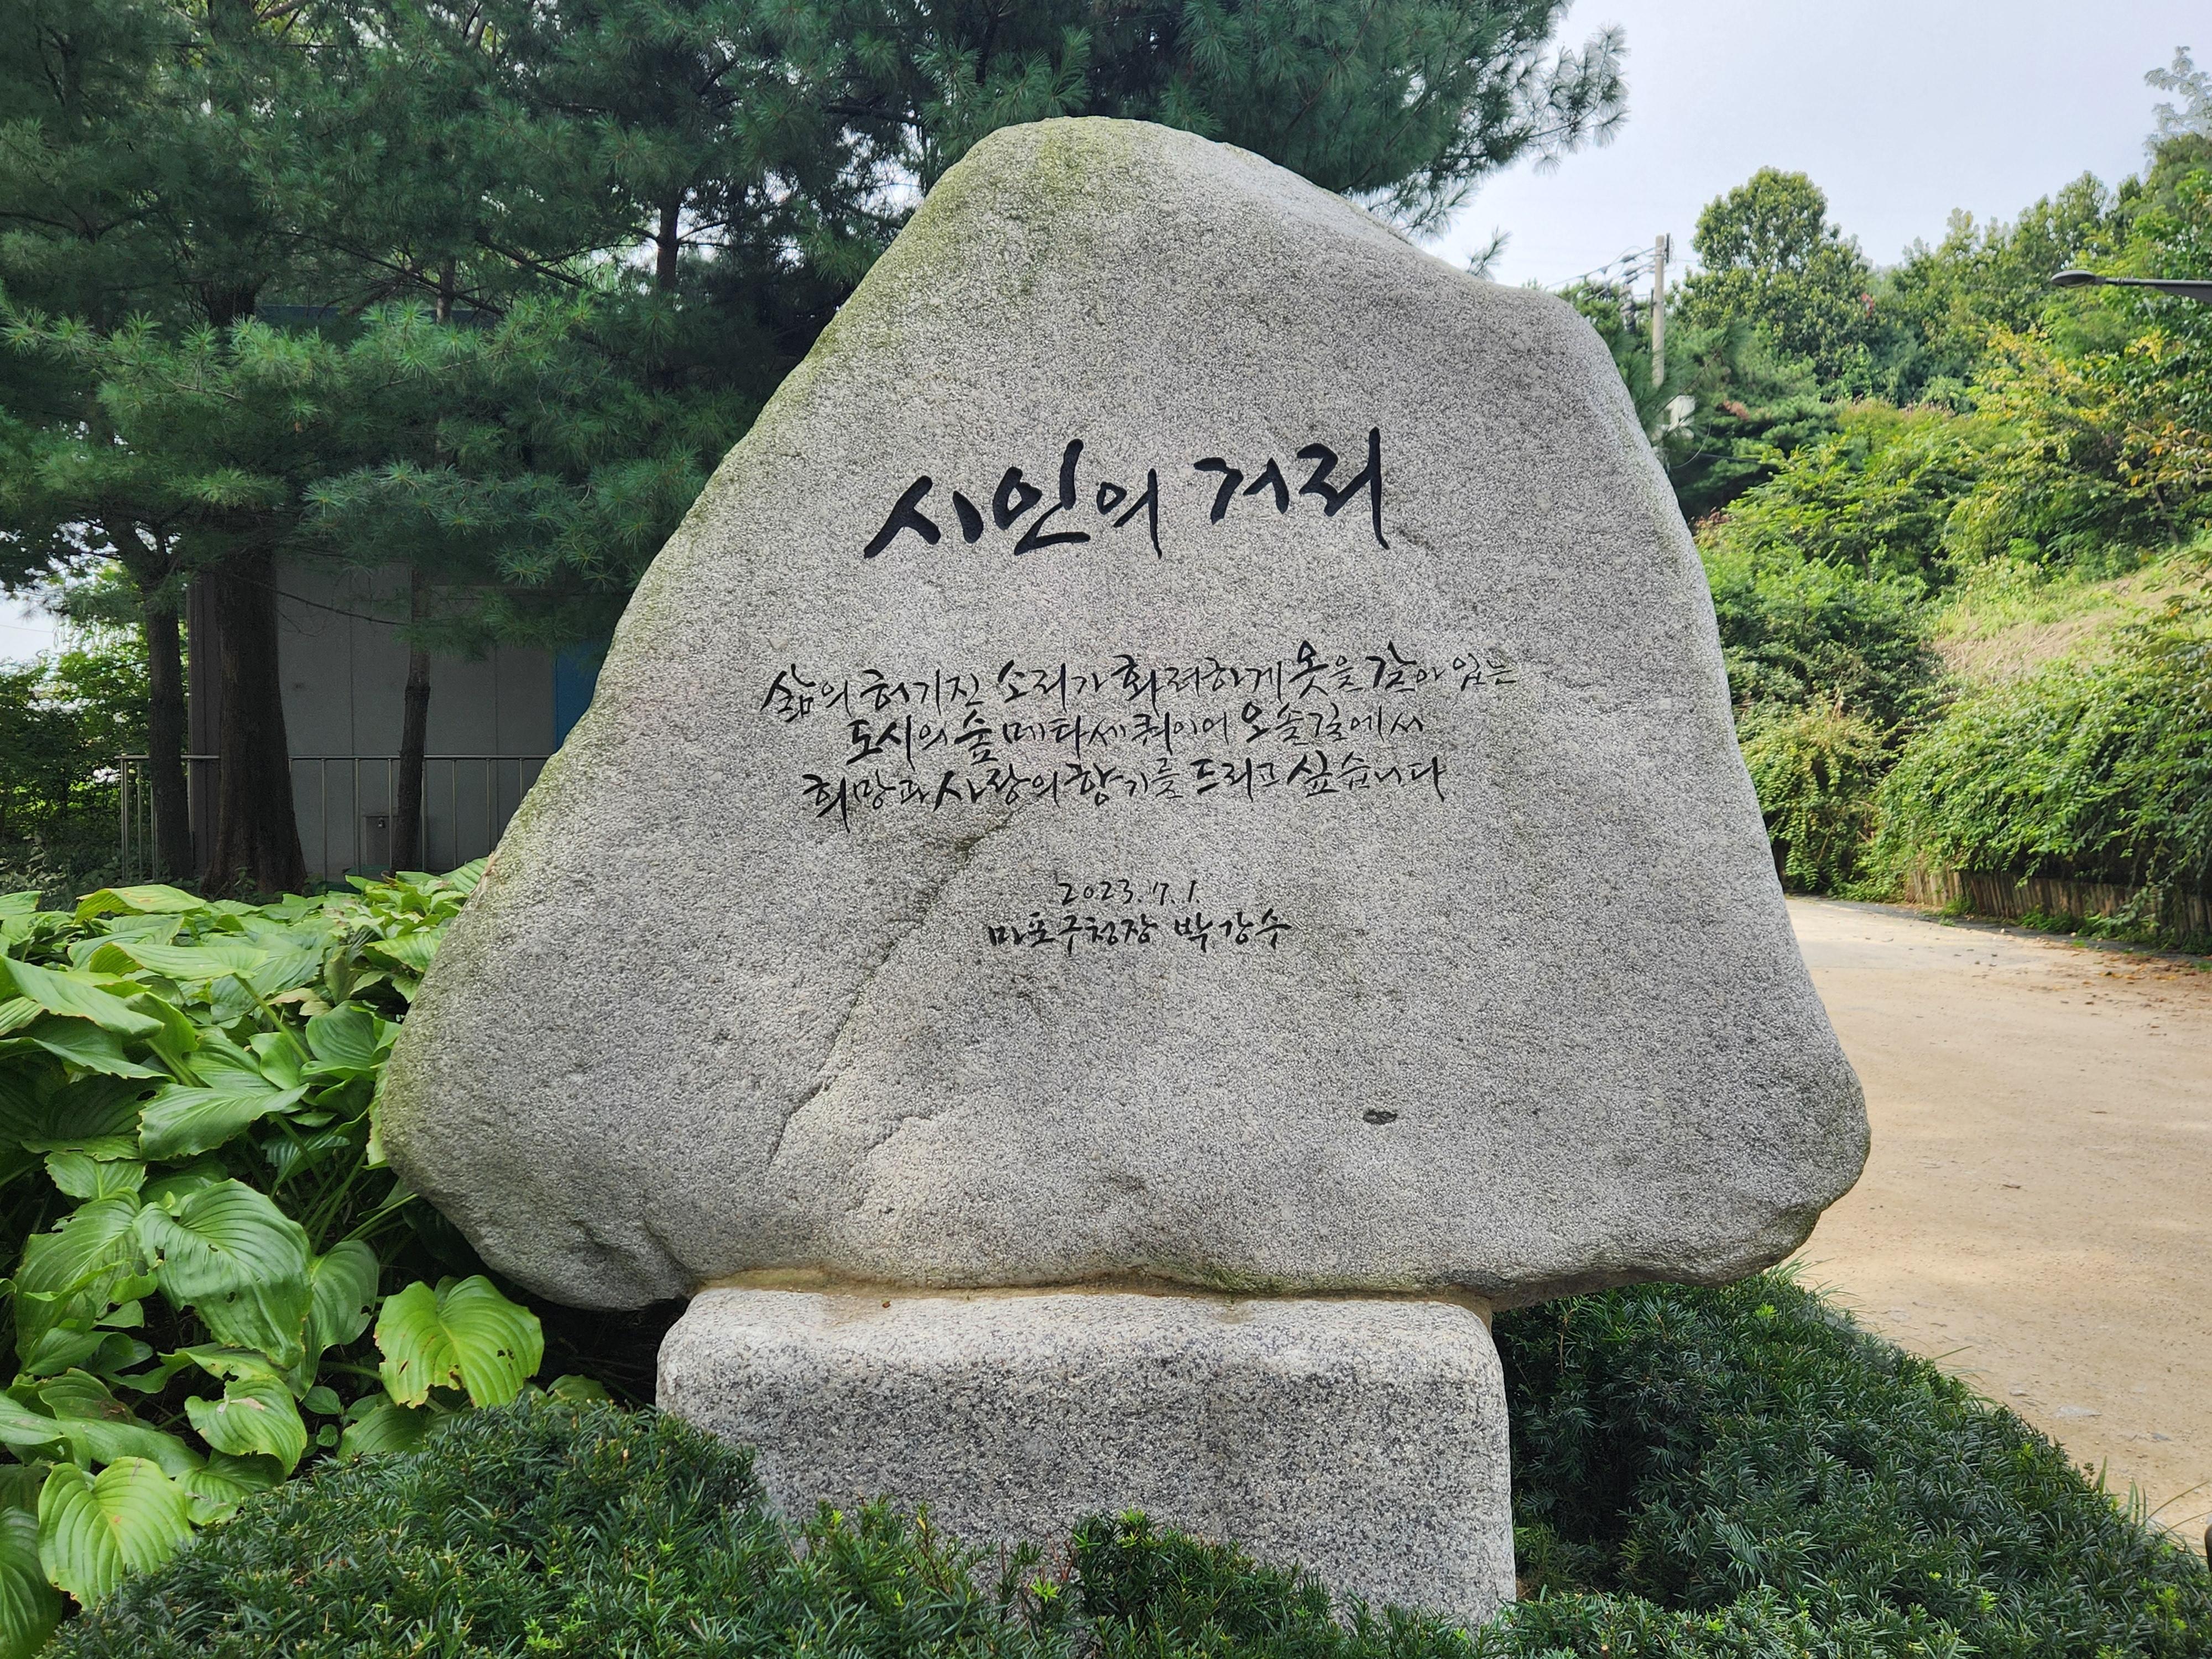 시인의 거리
삶의 허기진 소리가 화려하게 옷을 갈아 입는
도시의 숲 메타세쿼이어 오솔길에서
희망과 사랑의 향기를 드리고 싶습니다
2023. 7. 1.
마포구청장 박강수